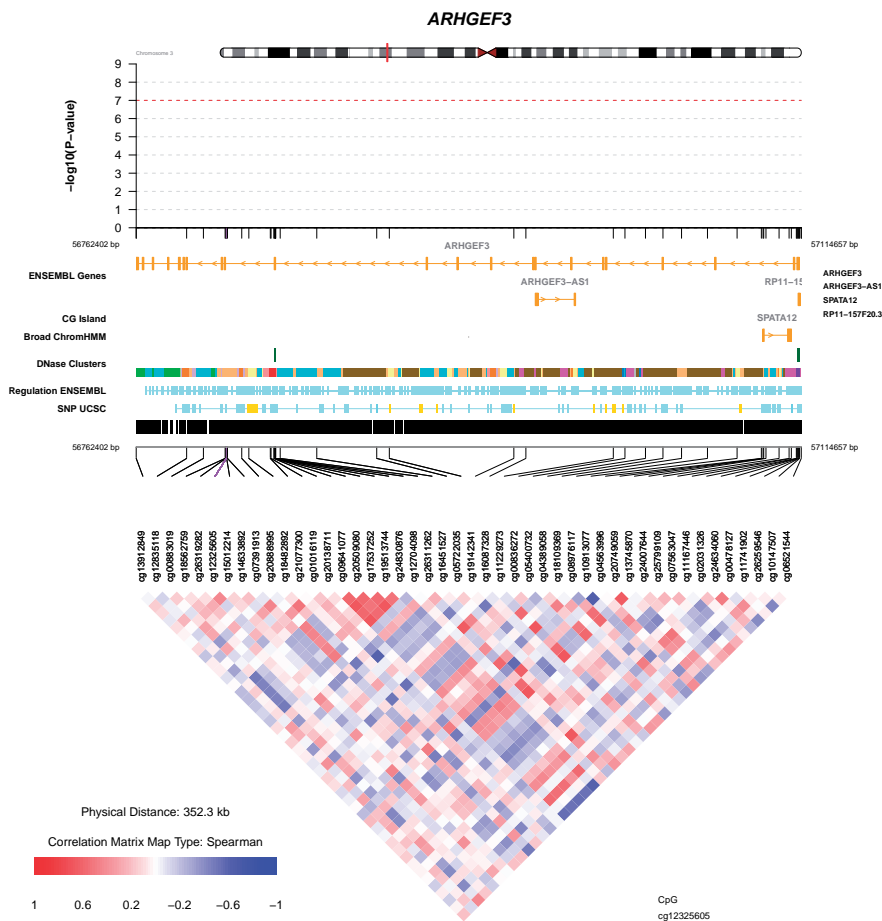 ARHGEF3
Chromosome 3
−log10(P−value)
9
8
7
6
5
4
3
2
1
0
56762402 bp
57114657 bp
ARHGEF3
ENSEMBL Genes
ARHGEF3−AS1
RP11−15
ARHGEF3
ARHGEF3−AS1
SPATA12
RP11−157F20.3
CG Island
SPATA12
Broad ChromHMM
DNase Clusters
Regulation ENSEMBL
SNP UCSC
56762402 bp
57114657 bp
cg13912849
cg12835118
cg00883019
cg18562759
cg26319282
cg12325605
cg15012214
cg14633892
cg07391913
cg20888995
cg18482892
cg21077300
cg01016119
cg20138711
cg09641077
cg20509080
cg17537252
cg19513744
cg24830876
cg12704098
cg26311262
cg16451527
cg05722035
cg19142341
cg16087328
cg11229273
cg00836272
cg05400732
cg04389058
cg18109369
cg08976117
cg10913077
cg04563996
cg20749059
cg13745870
cg24007644
cg25799109
cg07563047
cg11167446
cg02031326
cg24634060
cg00478127
cg11741902
cg26259546
cg10147507
cg06521544
Physical Distance: 352.3 kb
Correlation Matrix Map Type: Spearman
1 0.6 0.2 −0.2 −0.6 −1
CpG
cg12325605